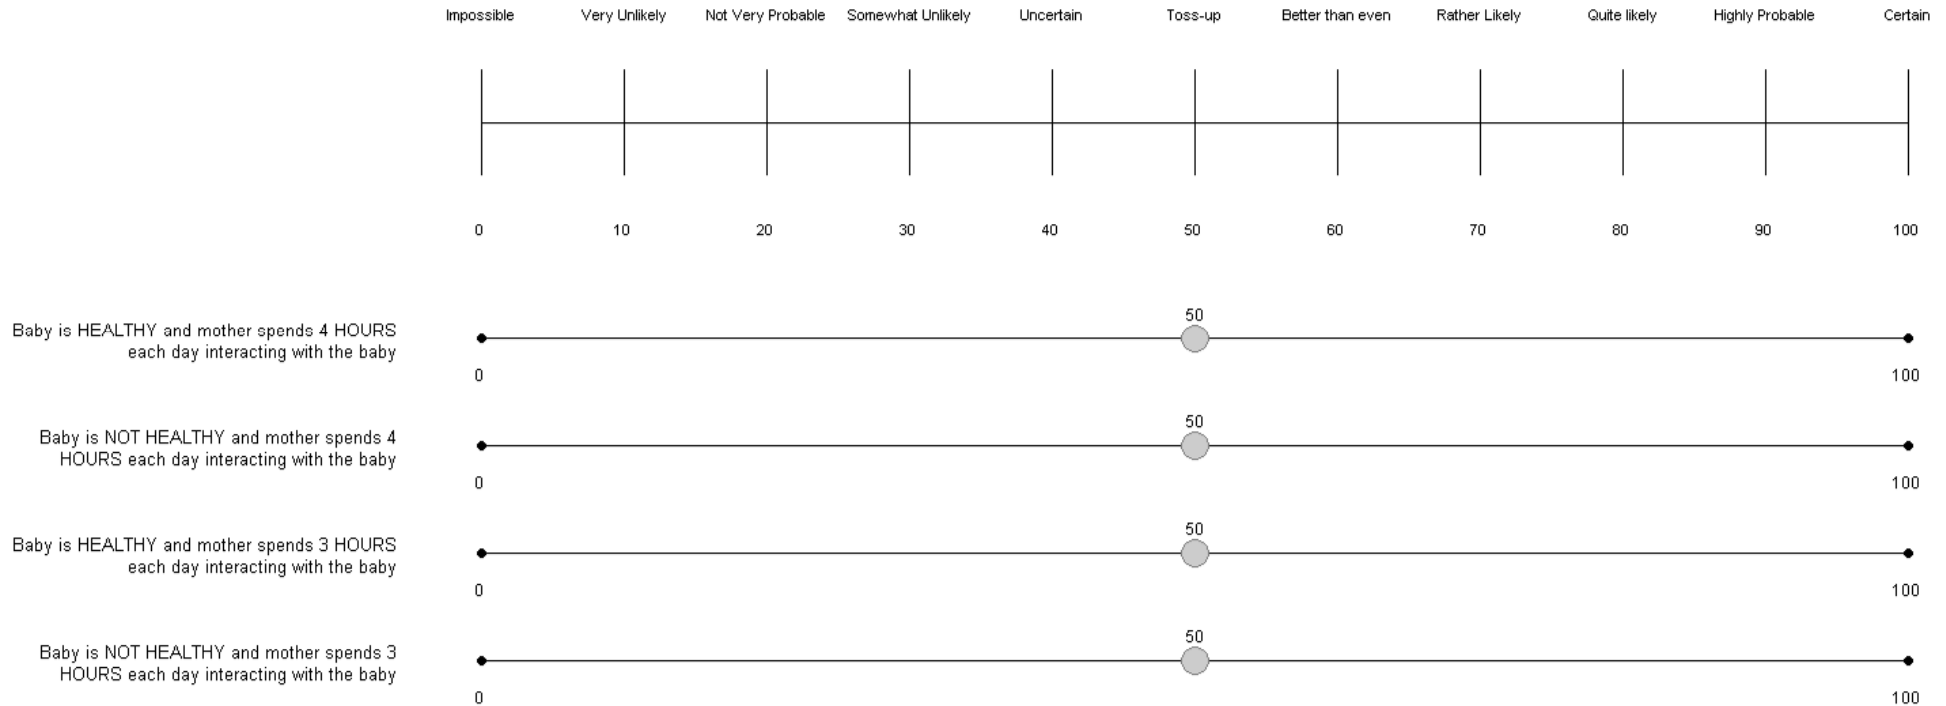 Impossible Very Unlikely Not Very Probable Somewhat Unlikely Uncertain Toss-up Better than even Rather Likely Quite likely Highly Probable Certain
0 10 20 30 40 50 60 70 80 90 100
50
Baby is HEALTHY and mother spends 4 HOURS
each day interacting with the baby
0 100
50
Baby is NOT HEALTHY and mother spends 4
HOURS each day interacting with the baby
0 100
50
Baby is HEALTHY and mother spends 3 HOURS
each day interacting with the baby
0 100
50
Baby is NOT HEALTHY and mother spends 3
HOURS each day interacting with the baby
0 100